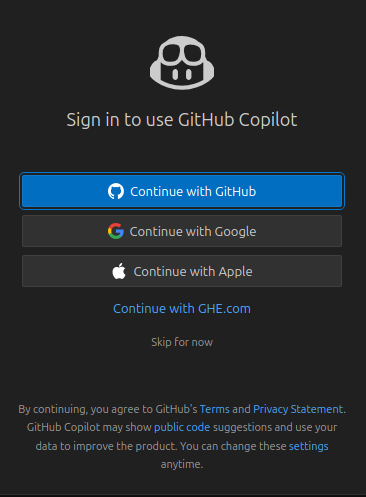 Sign in to use GitHub Copilot
Continue with GitHub
Continue with Google
Continue with Apple
Continue with GHE.com
Skip for now
By continuing, you agree to GitHub's Terms and Privacy Statement.
GitHub Copilot may show public code suggestions and use your
data to improve the product. You can change these settings
anytime.